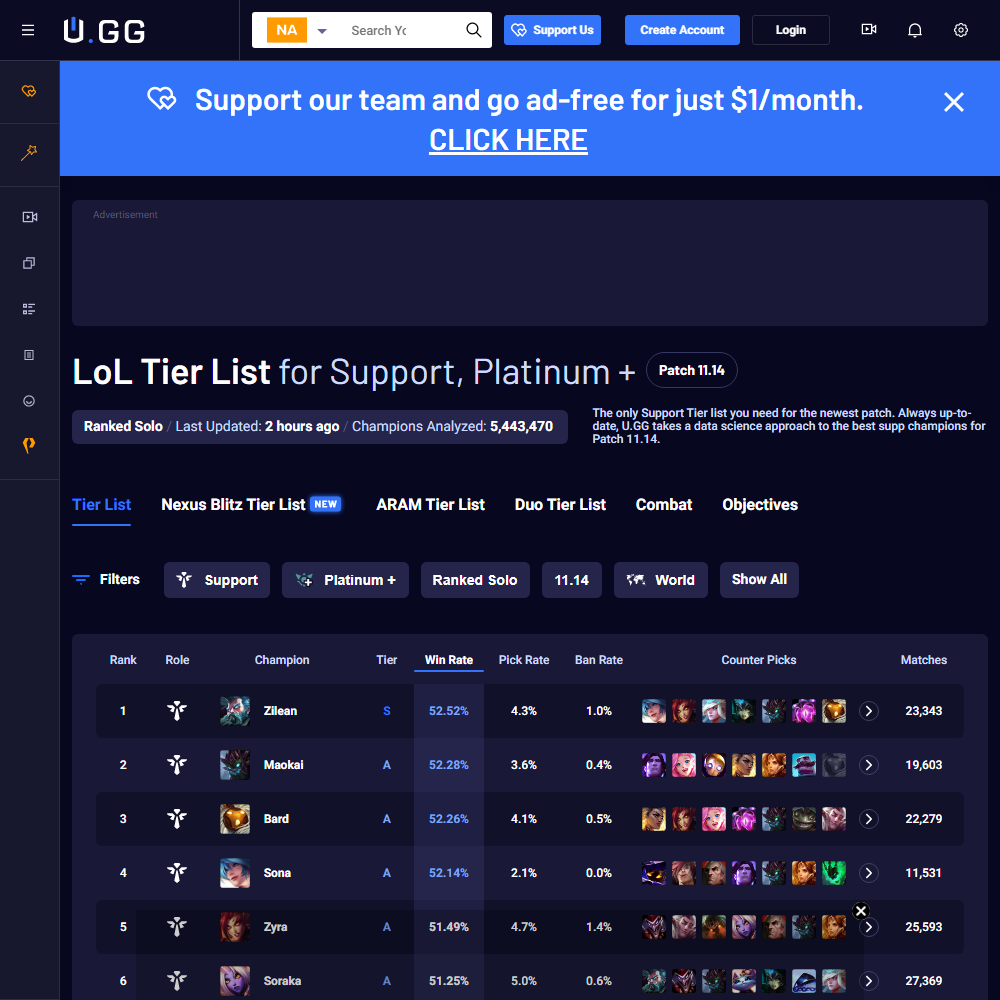 U.GG
NA
Search Yo
Support Us
Create Account
Login
Support our team and go ad-free for just $1/month.
CLICK HERE
Advertisement
LoL Tier List for Support, Platinum +
Patch 11.14
Ranked Solo / Last Updated: 2 hours ago / Champions Analyzed: 5,443,470
The only Support Tier list you need for the newest patch. Always up-to-
date, U.GG takes a data science approach to the best supp champions for
Patch 11.14.
Tier List
Nexus Blitz Tier List NEW
ARAM Tier List
Duo Tier List
Combat
Objectives
Filters
Support
Platinum +
Ranked Solo
11.14
World
Show All
Rank Role Champion Tier Win Rate Pick Rate Ban Rate Counter Picks Matches
1 Zilean S 52.52% 4.3% 1.0% 23,343
2 Maokai A 52.28% 3.6% 0.4% 19,603
3 Bard A 52.26% 4.1% 0.5% 22,279
4 Sona A 52.14% 2.1% 0.0% 11,531
5 Zyra A 51.49% 4.7% 1.4% 25,593
6 Soraka A 51.25% 5.0% 0.6% 27,369